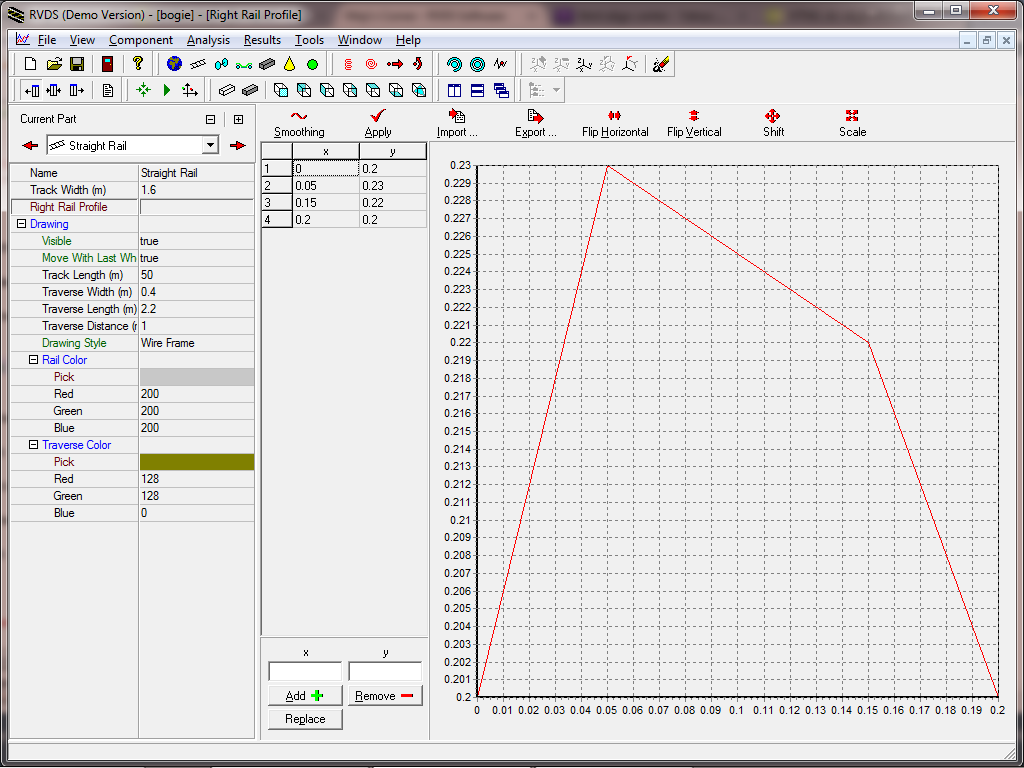 RVDS (Demo Version) - [bogie] - [Right Rail Profile]
File View Component Analysis Results Tools Window Help
Current Part
Straight Rail
Name Straight Rail
Track Width (m) 1.6
Right Rail Profile
Drawing
Visible true
Move With Last Wh true
Track Length (m) 50
Traverse Width (m) 0.4
Traverse Length (m) 2.2
Traverse Distance (r 1
Drawing Style Wire Frame
Rail Color
Pick
Red 200
Green 200
Blue 200
Traverse Color
Pick
Red 128
Green 128
Blue 0
Smoothing Apply Import ... Export ... Flip Horizontal Flip Vertical Shift Scale
x y
1 0 0.2
2 0.05 0.23
3 0.15 0.22
4 0.2 0.2
x y
Add Remove
Replace
0.23
0.229
0.228
0.227
0.226
0.225
0.224
0.223
0.222
0.221
0.22
0.219
0.218
0.217
0.216
0.215
0.214
0.213
0.212
0.211
0.21
0.209
0.208
0.207
0.206
0.205
0.204
0.203
0.202
0.201
0.2
0 0.01 0.02 0.03 0.04 0.05 0.06 0.07 0.08 0.09 0.1 0.11 0.12 0.13 0.14 0.15 0.16 0.17 0.18 0.19 0.2